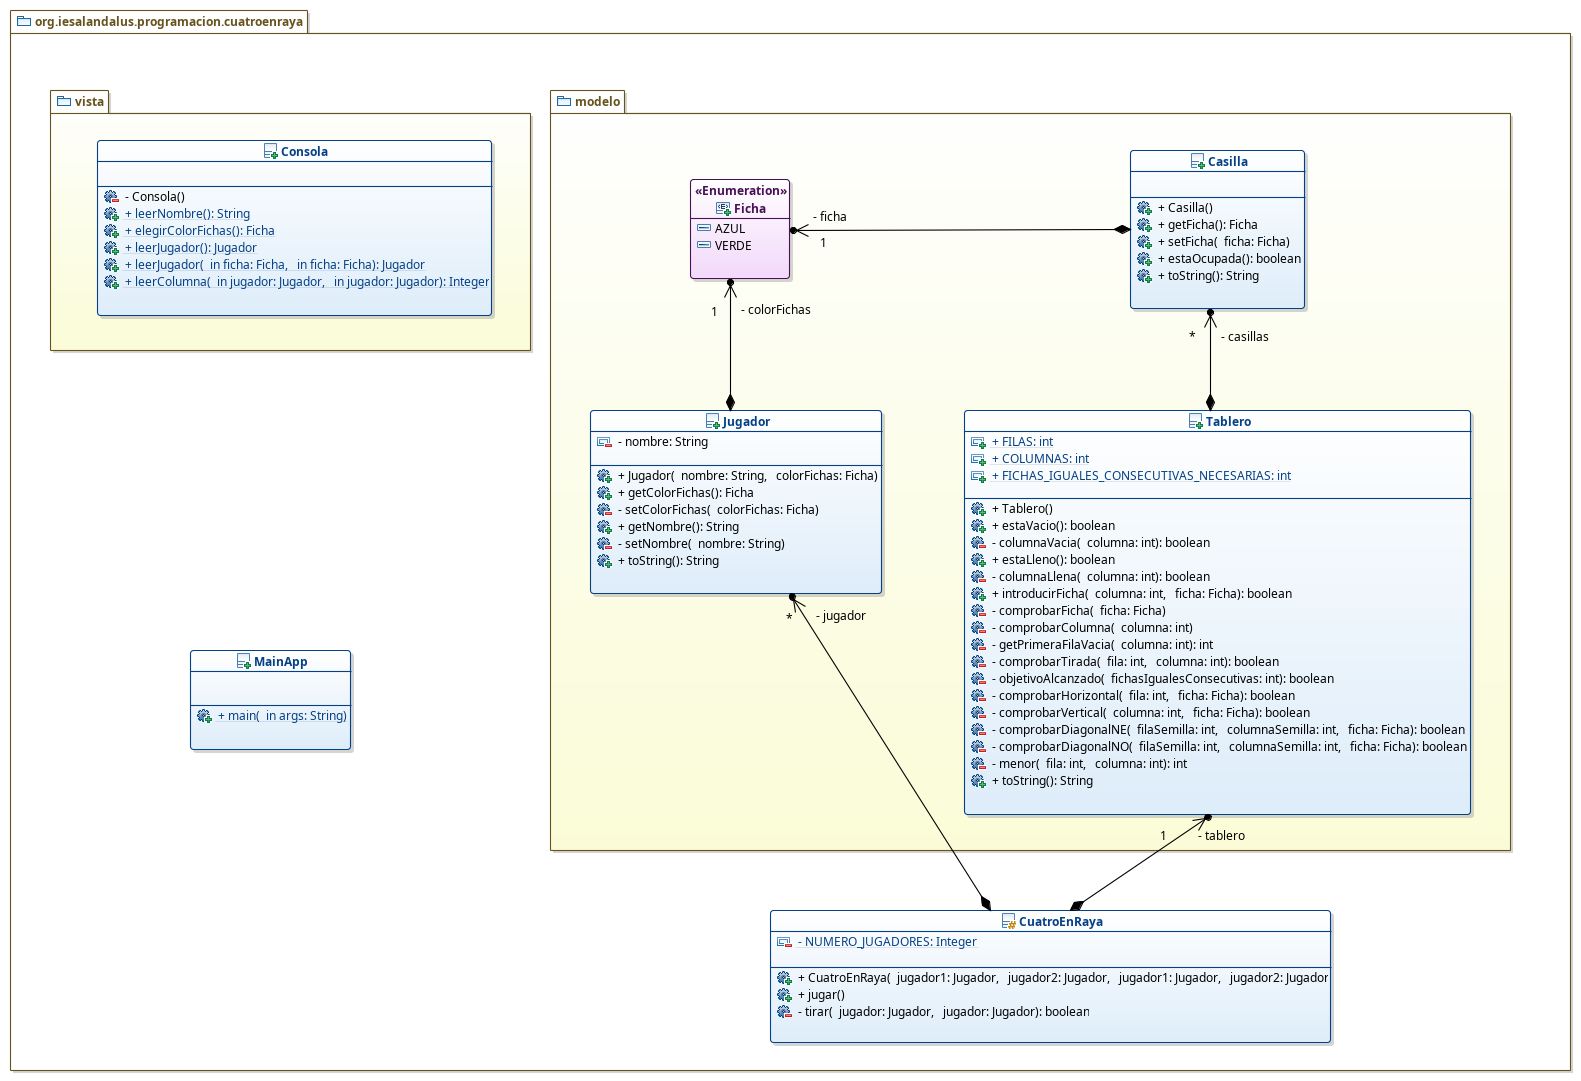 org.iesalandalus.programacion.cuatroenraya
vista
Consola
- Consola()
+ leerNombre(): String
+ elegirColorFichas(): Ficha
+ leerJugador(): Jugador
+ leerJugador(  in ficha: Ficha,   in ficha: Ficha): Jugador
+ leerColumna(  in jugador: Jugador,   in jugador: Jugador): Integer
modelo
«Enumeration»
Ficha
AZUL
VERDE
- ficha
1
Casilla
+ Casilla()
+ getFicha(): Ficha
+ setFicha(  ficha: Ficha)
+ estaOcupada(): boolean
+ toString(): String
1
- colorFichas
*
- casillas
Jugador
- nombre: String
+ Jugador(  nombre: String,   colorFichas: Ficha)
+ getColorFichas(): Ficha
- setColorFichas(  colorFichas: Ficha)
+ getNombre(): String
- setNombre(  nombre: String)
+ toString(): String
*
- jugador
Tablero
+ FILAS: int
+ COLUMNAS: int
+ FICHAS_IGUALES_CONSECUTIVAS_NECESARIAS: int
+ Tablero()
+ estaVacio(): boolean
- columnaVacia(  columna: int): boolean
+ estaLleno(): boolean
- columnaLlena(  columna: int): boolean
+ introducirFicha(  columna: int,   ficha: Ficha): boolean
- comprobarFicha(  ficha: Ficha)
- comprobarColumna(  columna: int)
- getPrimeraFilaVacia(  columna: int): int
- comprobarTirada(  fila: int,   columna: int): boolean
- objetivoAlcanzado(  fichasIgualesConsecutivas: int): boolean
- comprobarHorizontal(  fila: int,   ficha: Ficha): boolean
- comprobarVertical(  columna: int,   ficha: Ficha): boolean
- comprobarDiagonalNE(  filaSemilla: int,   columnaSemilla: int,   ficha: Ficha): boolean
- comprobarDiagonalNO(  filaSemilla: int,   columnaSemilla: int,   ficha: Ficha): boolean
- menor(  fila: int,   columna: int): int
+ toString(): String
1
- tablero
MainApp
+ main(  in args: String)
CuatroEnRaya
- NUMERO_JUGADORES: Integer
+ CuatroEnRaya(  jugador1: Jugador,   jugador2: Jugador,   jugador1: Jugador,   jugador2: Jugador
+ jugar()
- tirar(  jugador: Jugador,   jugador: Jugador): boolean